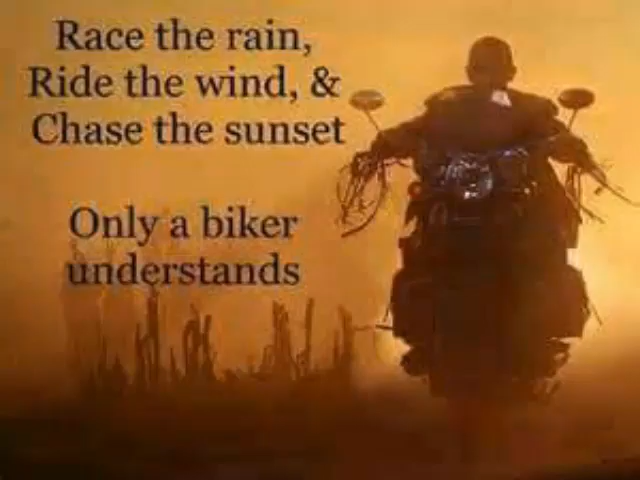 Race the rain,
Ride the wind, &
Chase the sunset
Only a biker
understands